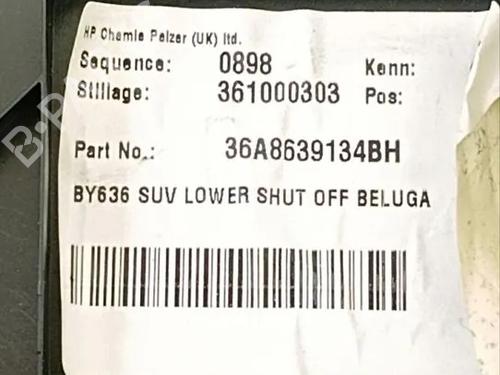 HP Chemie Pelzer (UK) ltd.
Sequence: 0898 Kenn:
Stillage: 361000303 Pos:
Part No.: 36A8639134BH
BY636 SUV LOWER SHUT OFF BELUGA